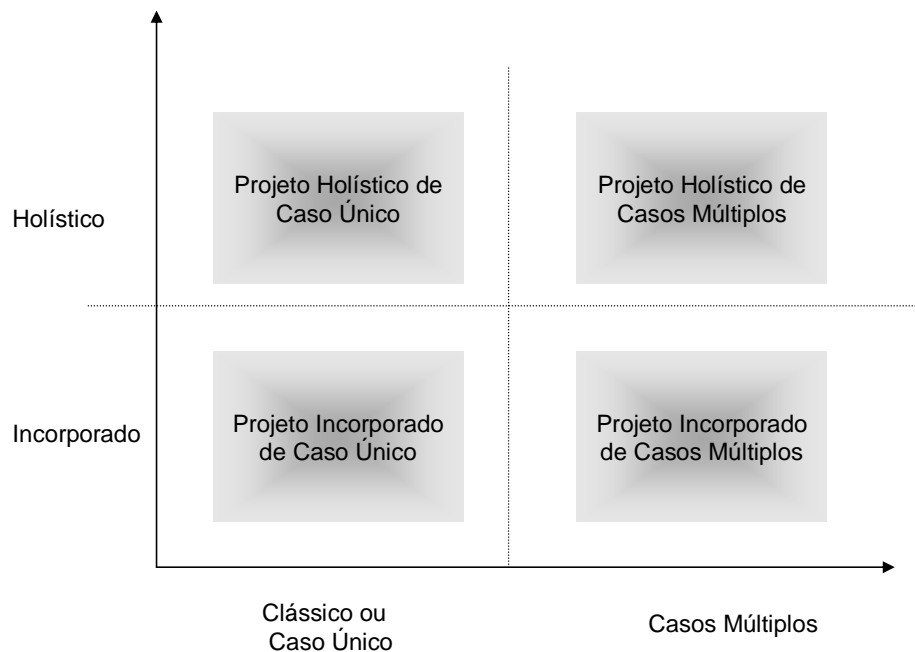 Projeto Holístico de
Caso Único
Projeto Holístico de
Casos Múltiplos
Holístico
Projeto Incorporado
de Caso Único
Projeto Incorporado
de Casos Múltiplos
Incorporado
Clássico ou
Caso Único
Casos Múltiplos